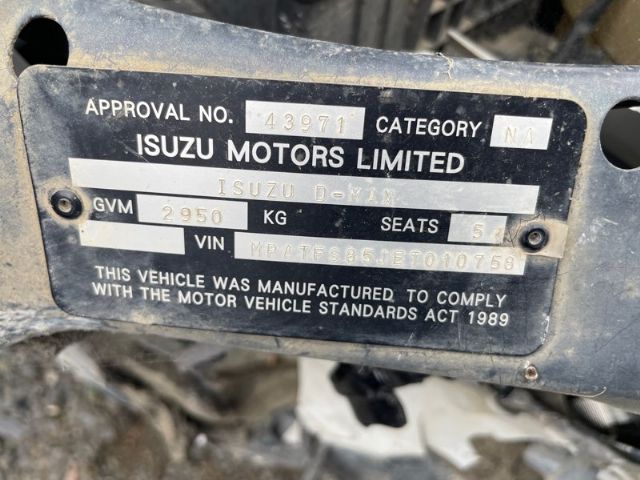 APPROVAL NO. 43971 CATEGORY NA
ISUZU MOTORS LIMITED
ISUZU D-MAX
GVM 2950 KG SEATS 5
VIN MPATFS85JET010758
THIS VEHICLE WAS MANUFACTURED TO COMPLY
WITH THE MOTOR VEHICLE STANDARDS ACT 1989